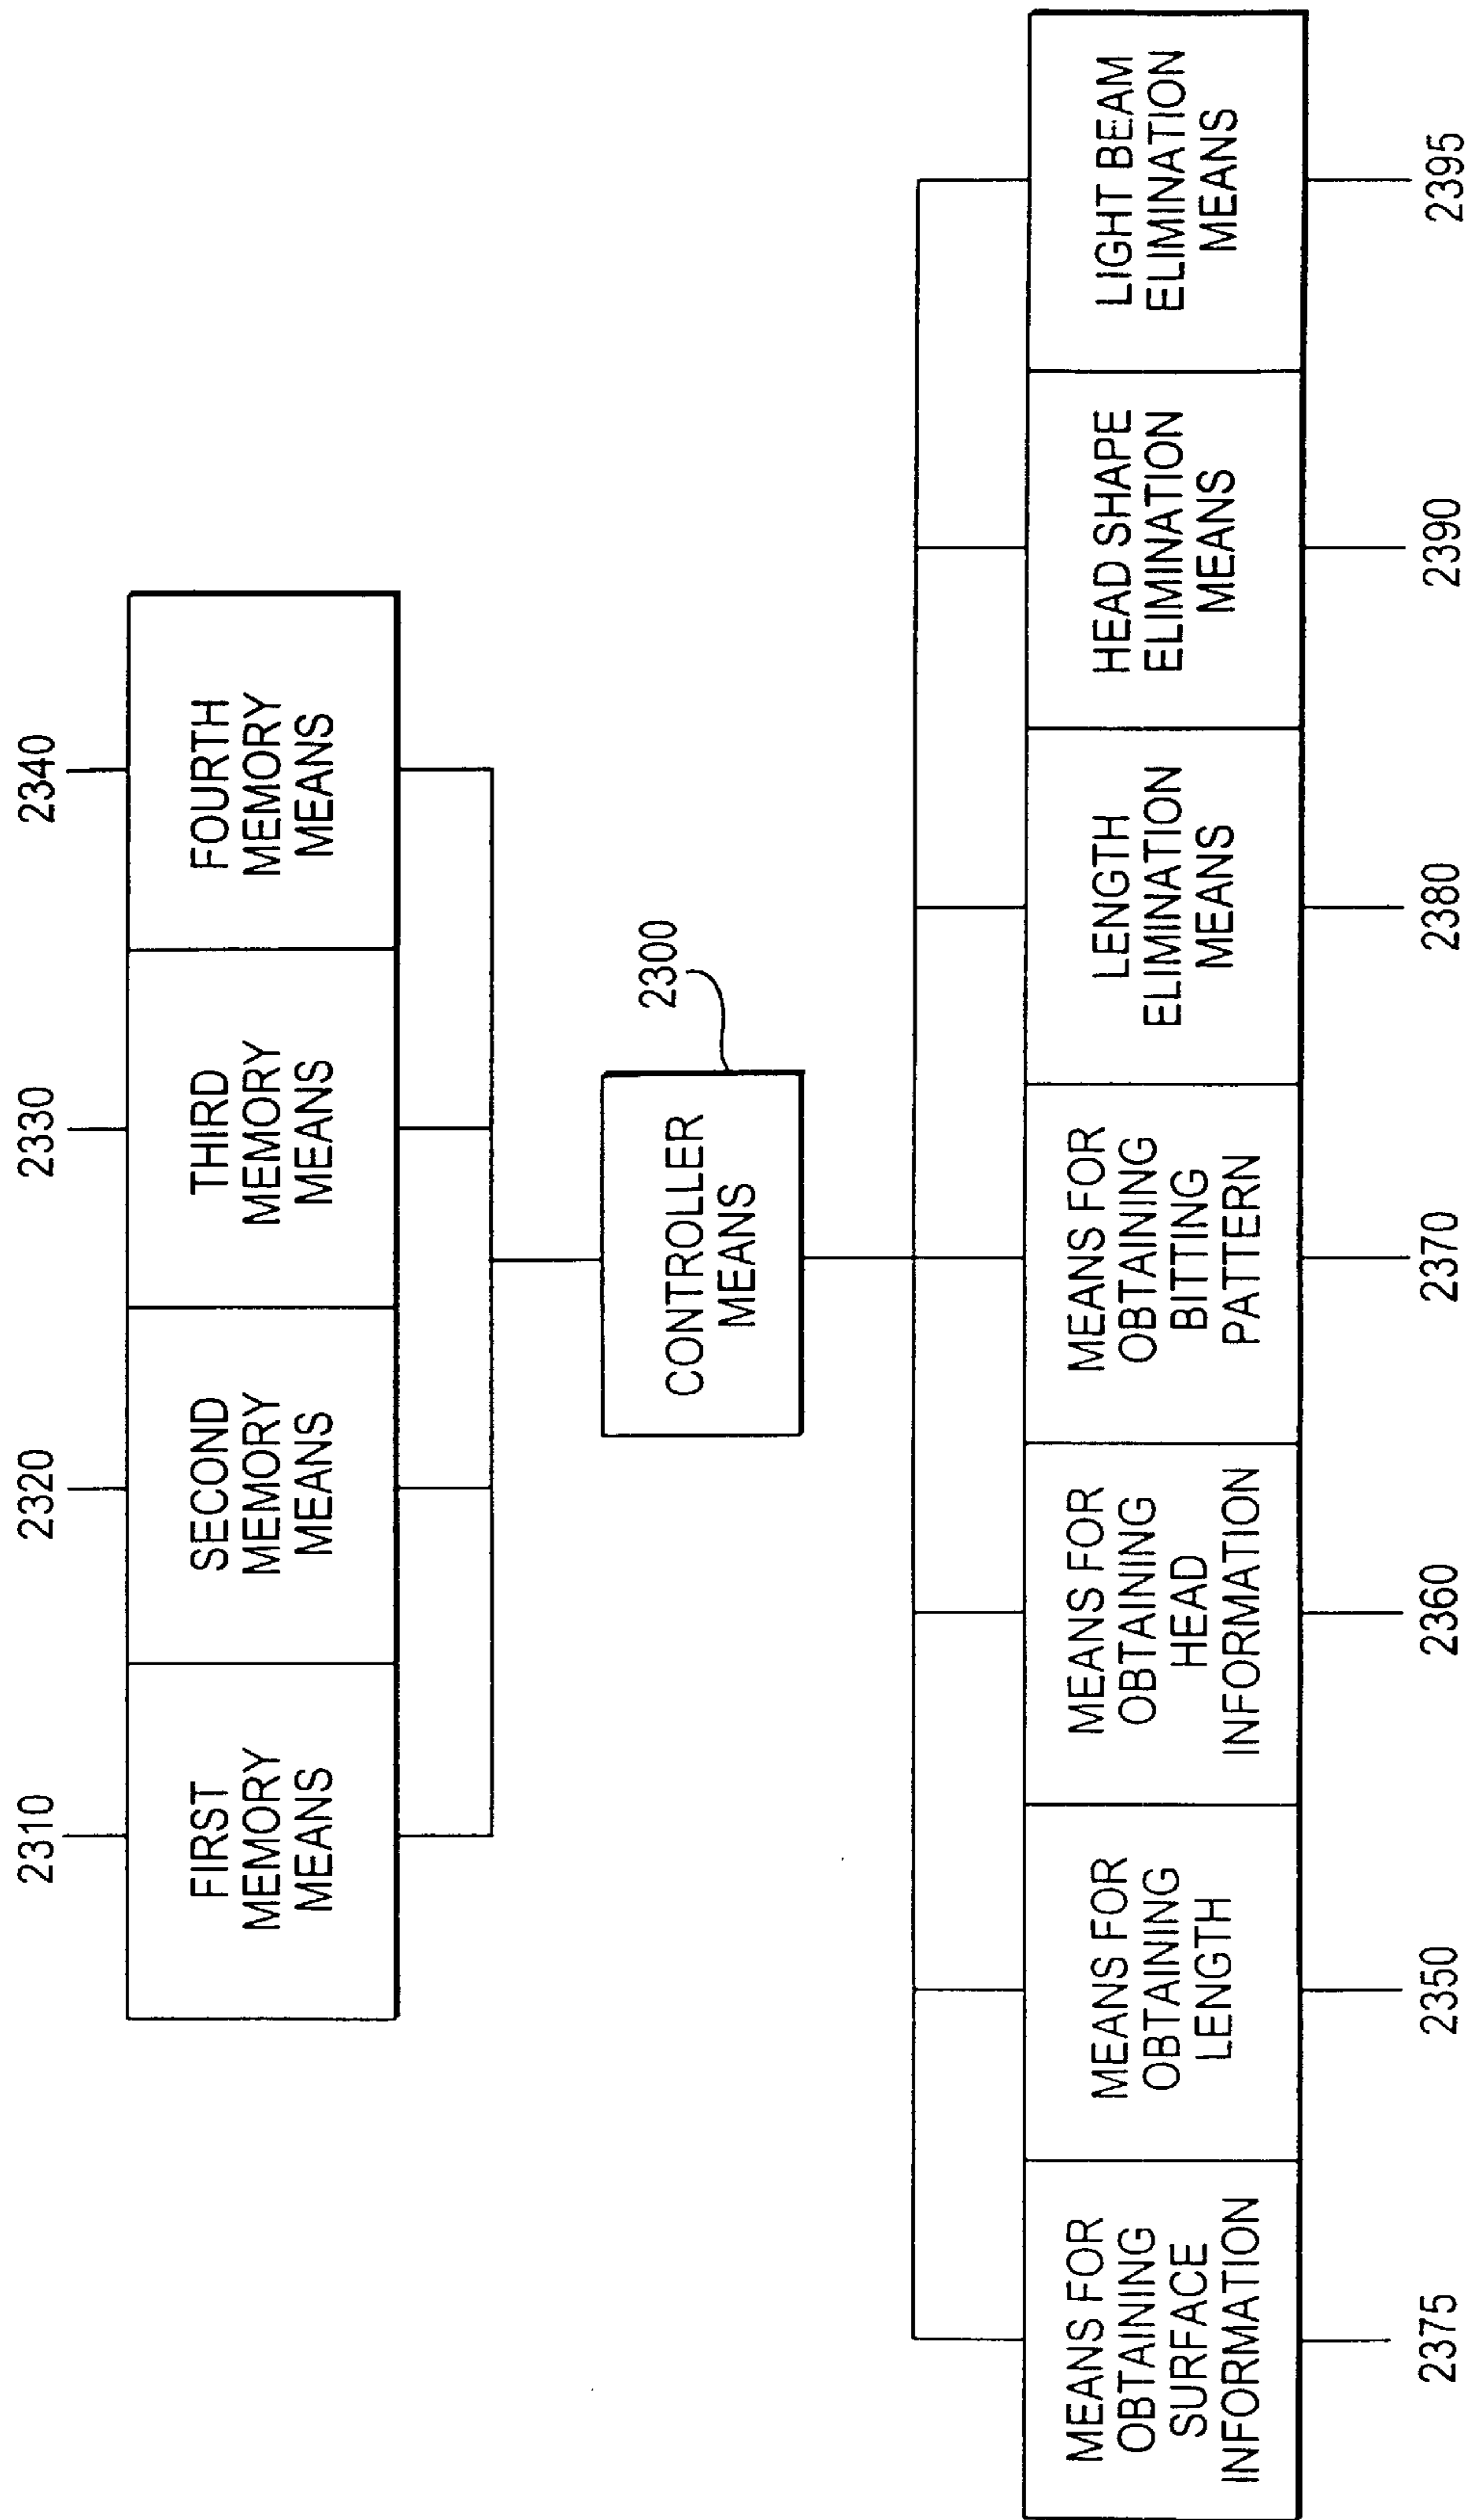 2310
2320
2330
2340
FIRST
MEMORY
MEANS
SECOND
MEMORY
MEANS
THIRD
MEMORY
MEANS
FOURTH
MEMORY
MEANS
2300
CONTROLLER
MEANS
MEANS FOR
OBTAINING
SURFACE
INFORMATION
MEANS FOR
OBTAINING
LENGTH
MEANS FOR
OBTAINING
HEAD
INFORMATION
MEANS FOR
OBTAINING
BITTING
PATTERN
LENGTH
ELIMINATION
MEANS
HEAD SHAPE
ELIMINATION
MEANS
LIGHT BEAM
ELIMINATION
MEANS
2375
2350
2360
2370
2380
2390
2395